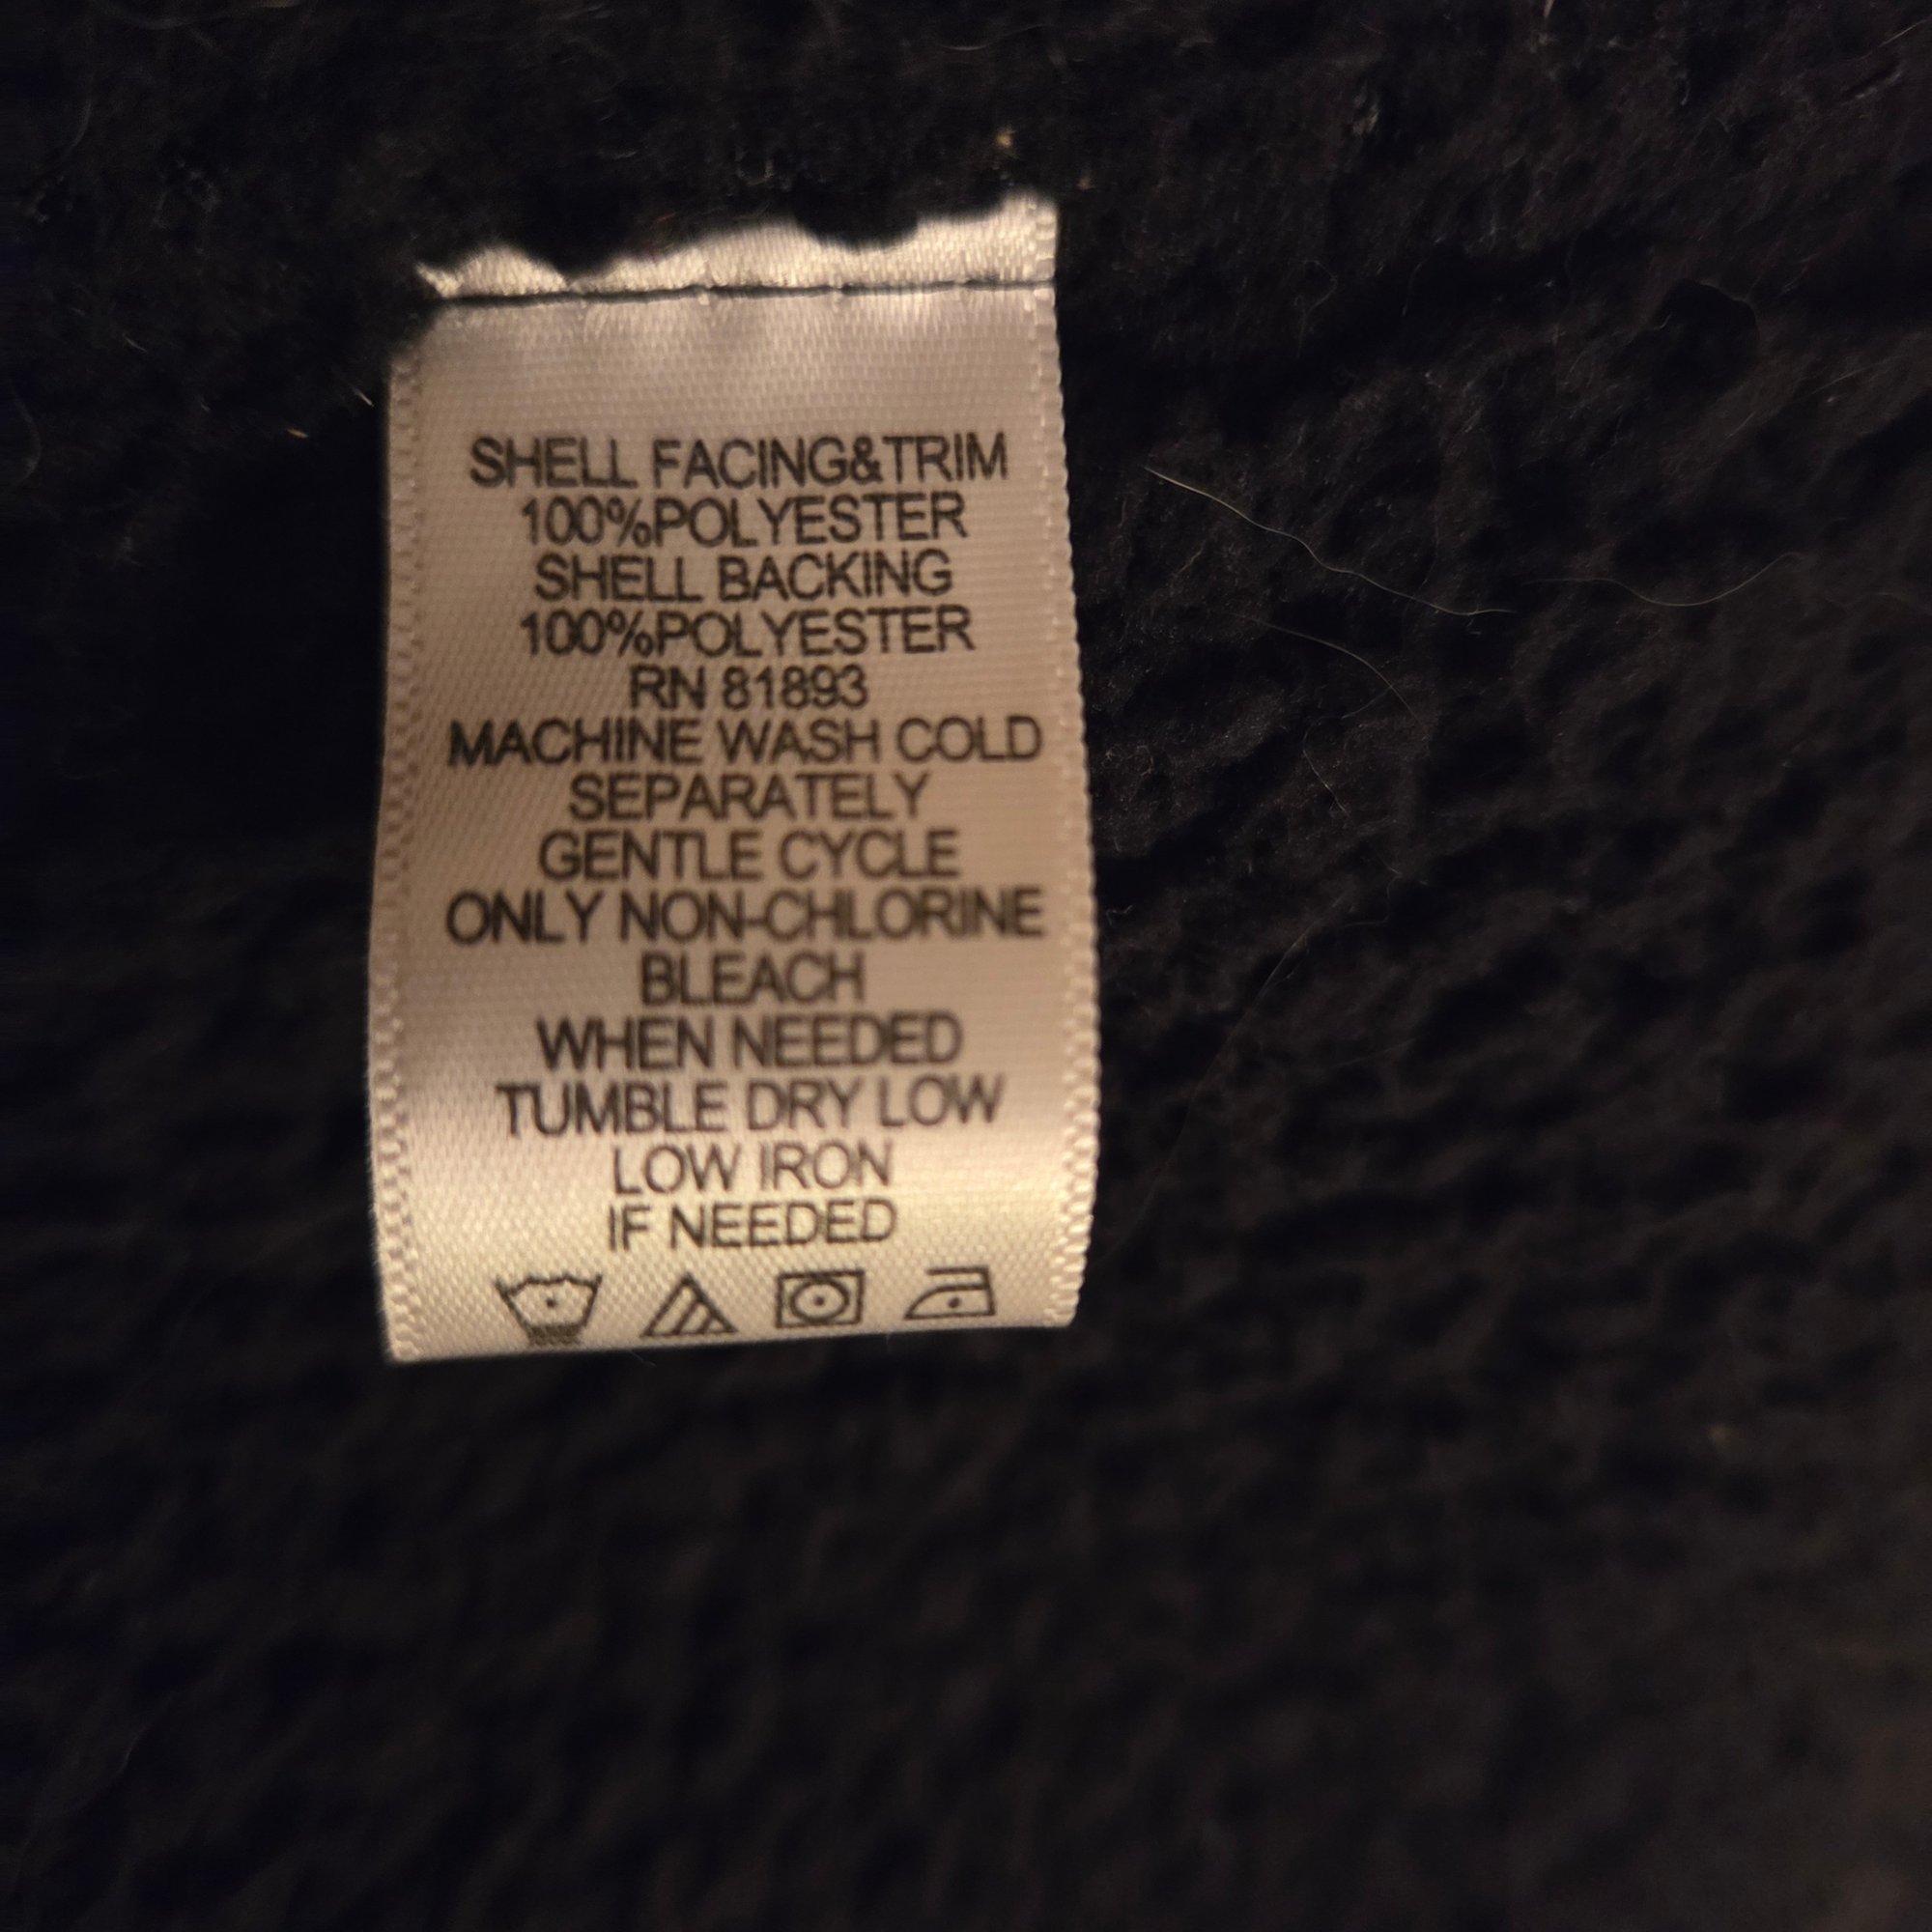 SHELL FACING&TRIM
100%POLYESTER
SHELL BACKING
100%POLYESTER
RN 81893
MACHINE WASH COLD
SEPARATELY
GENTLE CYCLE
ONLY NON-CHLORINE
BLEACH
WHEN NEEDED
TUMBLE DRY LOW
LOW IRON
IF NEEDED